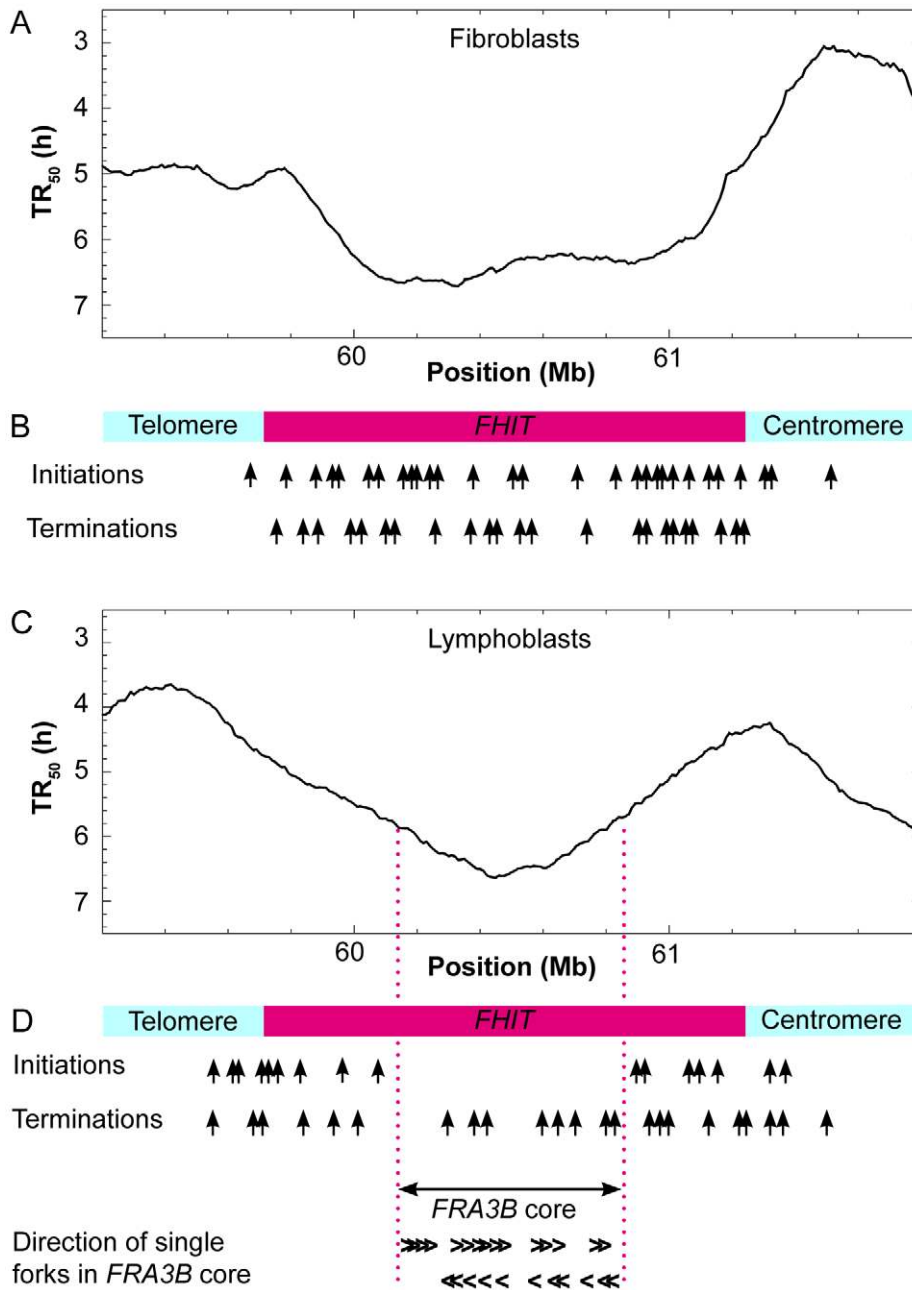 A
Fibroblasts
3
4
5
6
7
TR50 (h)
60
61
Position (Mb)
B
Telomere FHIT Centromere
Initiations
Terminations
C
Lymphoblasts
3
4
5
6
7
TR50 (h)
60
61
Position (Mb)
D
Telomere FHIT Centromere
Initiations
Terminations
FRA3B core
Direction of single
forks in FRA3B core